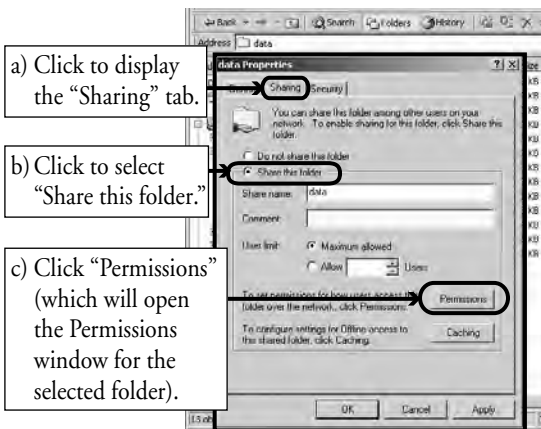 Back
Search
Folders
History
Address data
data Properties
Sharing
Security
You can share this folder among other users on your
network. To enable sharing for this folder, click Share this
folder.
Do not share this folder
Share this folder
Share name: data
Comment:
User limit:
Maximum allowed
Allow
Users
To set permissions for how users access this
folder over the network, click Permissions.
Permissions
To configure settings for Offline access to
this shared folder, click Caching.
Caching
OK
Cancel
Apply
a) Click to display
the “Sharing” tab.
b) Click to select
“Share this folder.”
c) Click “Permissions”
(which will open
the Permissions
window for the
selected folder).